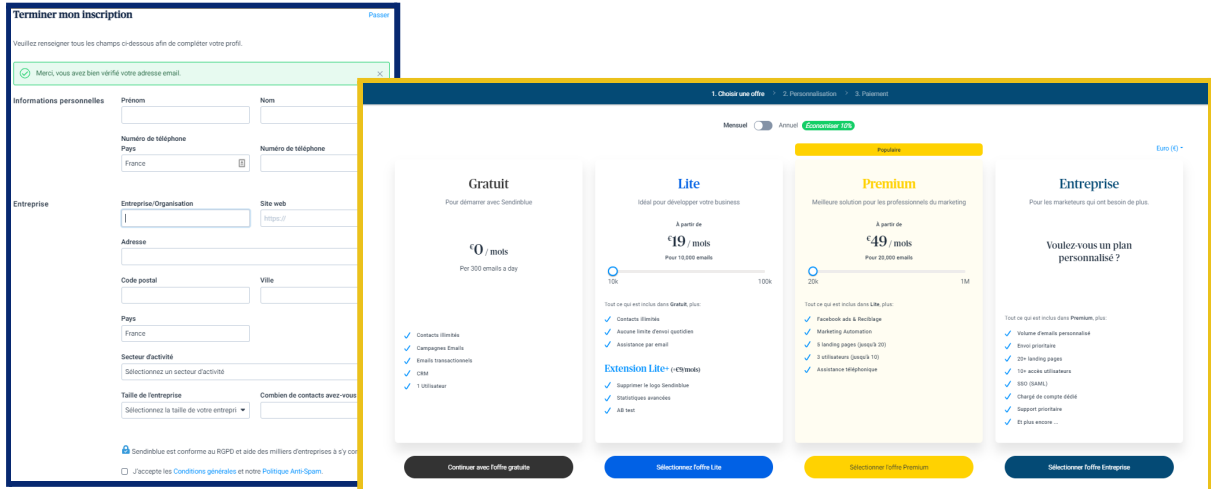 Terminer mon inscription
Passer
Veuillez renseigner tous les champs ci-dessous afin de compléter votre profil.
Merci, vous avez bien vérifié votre adresse email.
Informations personnelles
Prénom
Nom
Numéro de téléphone
Pays
Numéro de téléphone
France
Entreprise
Entreprise/Organisation
Site web
https://
Adresse
Code postal
Ville
Pays
France
Secteur d'activité
Sélectionnez un secteur d'activité
Taille de l'entreprise
Combien de contacts avez-vous
Sélectionnez la taille de votre entrepri
Sendinblue est conforme au RGPD et aide des milliers d'entreprises à s'y co
J'accepte les Conditions générales et notre Politique Anti-Spam.
1. Choisir une offre > 2. Personnalisation > 3. Paiement
Mensuel Annuel Économiser 10%
Euro (€)
Gratuit
Pour démarrer avec Sendinblue
€0 / mois
Per 300 emails a day
Contacts illimités
Campagnes Emails
Emails transactionnels
CRM
1 Utilisateur
Continuer avec l'offre gratuite
Lite
Idéal pour développer votre business
À partir de
€19 / mois
Pour 10,000 emails
10k 100k
Tout ce qui est inclus dans Gratuit, plus:
Contacts illimités
Aucune limite d'envoi quotidien
Assistance par email
Extension Lite+ (+€9/mois)
Supprimer le logo Sendinblue
Statistiques avancées
AB test
Sélectionnez l'offre Lite
Populaire
Premium
Meilleure solution pour les professionnels du marketing
À partir de
€49 / mois
Pour 20,000 emails
20k 1M
Tout ce qui est inclus dans Lite, plus:
Facebook ads & Reciblage
Marketing Automation
5 landing pages (jusqu'à 20)
3 utilisateurs (jusqu'à 10)
Assistance téléphonique
Sélectionner l'offre Premium
Entreprise
Pour les marketeurs qui ont besoin de plus.
Voulez-vous un plan
personnalisé ?
Tout ce qui est inclus dans Premium, plus:
Volume d'emails personnalisé
Envoi prioritaire
20+ landing pages
10+ accès utilisateurs
SSO (SAML)
Chargé de compte dédié
Support prioritaire
Et plus encore ...
Sélectionner l'offre Entreprise